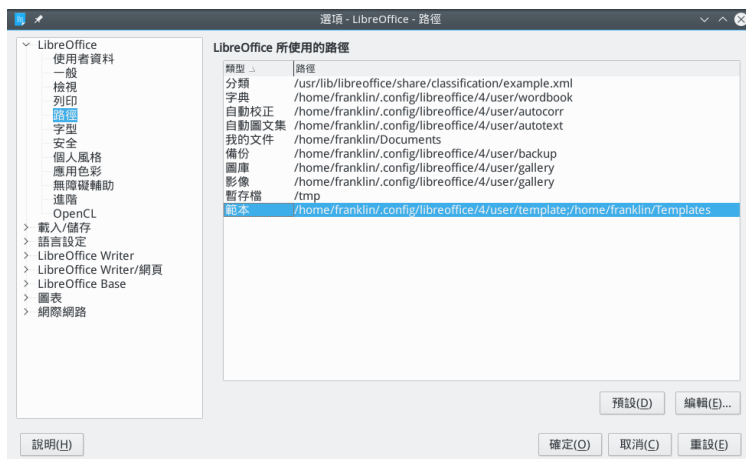 選項 - LibreOffice - 路徑
LibreOffice
使用者資料
一般
檢視
列印
路徑
字型
安全
個人風格
應用色彩
無障礙輔助
進階
OpenCL
載入/儲存
語言設定
LibreOffice Writer
LibreOffice Writer/網頁
LibreOffice Base
圖表
網際網路
LibreOffice 所使用的路徑
類型 路徑
分類 /usr/lib/libreoffice/share/classification/example.xml
字典 /home/franklin/.config/libreoffice/4/user/wordbook
自動校正 /home/franklin/.config/libreoffice/4/user/autocorr
自動圖文集 /home/franklin/.config/libreoffice/4/user/autotext
我的文件 /home/franklin/Documents
備份 /home/franklin/.config/libreoffice/4/user/backup
圖庫 /home/franklin/.config/libreoffice/4/user/gallery
影像 /home/franklin/.config/libreoffice/4/user/gallery
暫存檔 /tmp
範本 /home/franklin/.config/libreoffice/4/user/template;/home/franklin/Templates
預設(D) 編輯(E)...
說明(H) 確定(O) 取消(C) 重設(E)